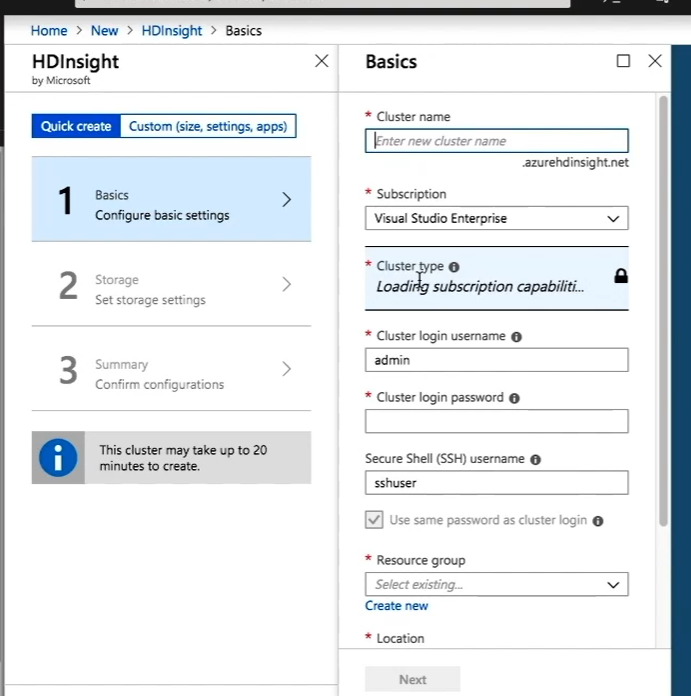 Home > New > HDInsight > Basics
HDInsight
by Microsoft
Quick create
Custom (size, settings, apps)
1
Basics
Configure basic settings
2
Storage
Set storage settings
3
Summary
Confirm configurations
This cluster may take up to 20
minutes to create.
Basics
* Cluster name
Enter new cluster name
.azurehdinsight.net
* Subscription
Visual Studio Enterprise
* Cluster type
Loading subscription capabiliti...
* Cluster login username
admin
* Cluster login password
Secure Shell (SSH) username
sshuser
Use same password as cluster login
* Resource group
Select existing...
Create new
* Location
Next